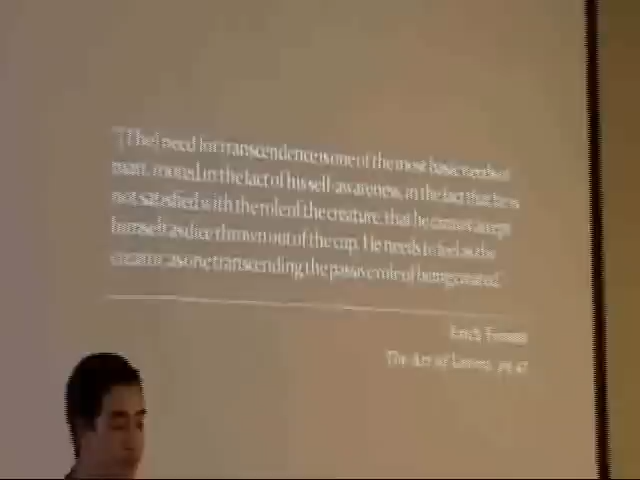 "[The] need for transcendence is one of the most basic needs of
man, rooted in the fact of his self-awareness, in the fact that he is
not satisfied with the role of the creature, that he cannot accept
himself as dice thrown out of the cup. He needs to feel as the
creator, as one transcending the passive role of being created."
Erich Fromm
The Art of Loving, pg 47